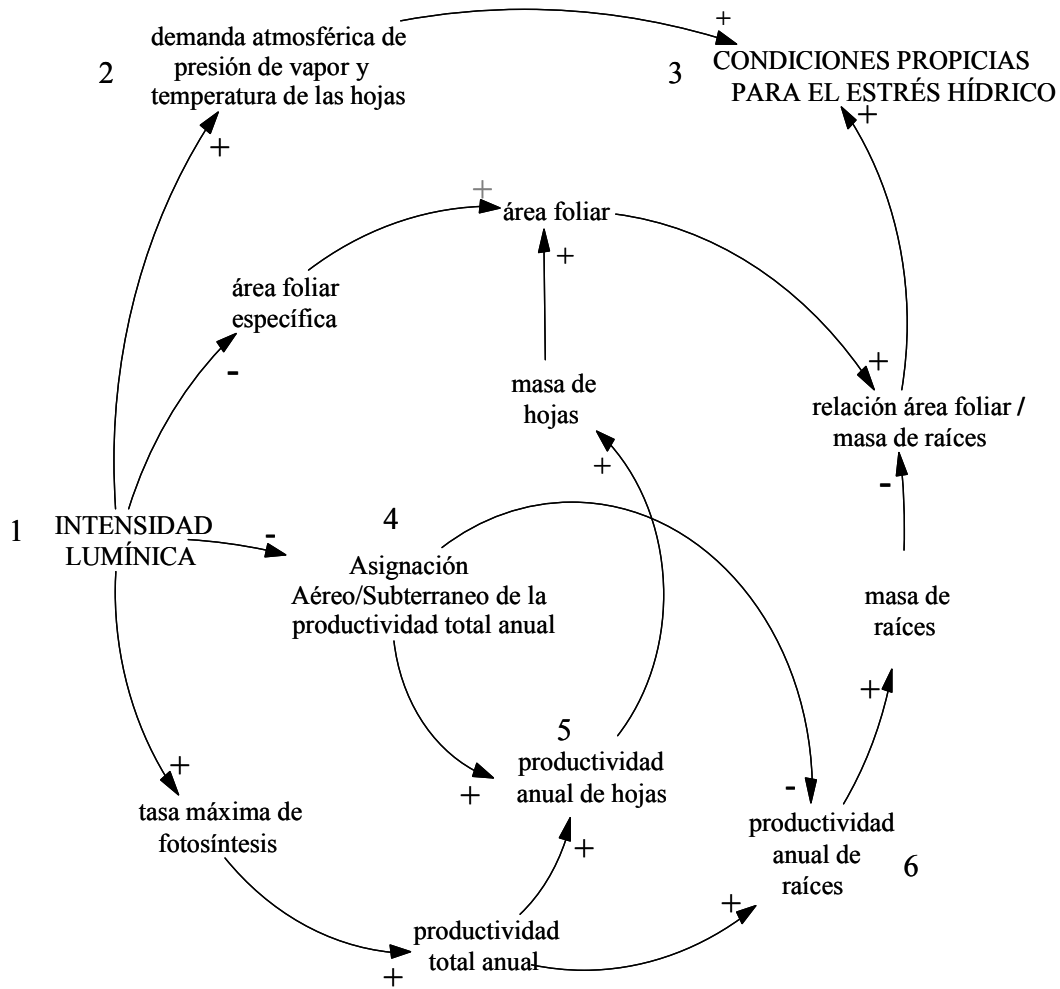 demanda atmosférica de
2 presión de vapor y
temperatura de las hojas
+
3 CONDICIONES PROPICIAS
PARA EL ESTRÉS HÍDRICO
+
+
+
área foliar
+
área foliar
específica
-
masa de
hojas
+
+
relación área foliar /
masa de raíces
-
1 INTENSIDAD
LUMÍNICA
-
4
Asignación
Aéreo/Subterraneo de la
productividad total anual
masa de
raíces
+
5
productividad
anual de hojas
+
+
tasa máxima de
fotosíntesis
+
-
productividad
anual de
raíces
6
+
productividad
total anual
+